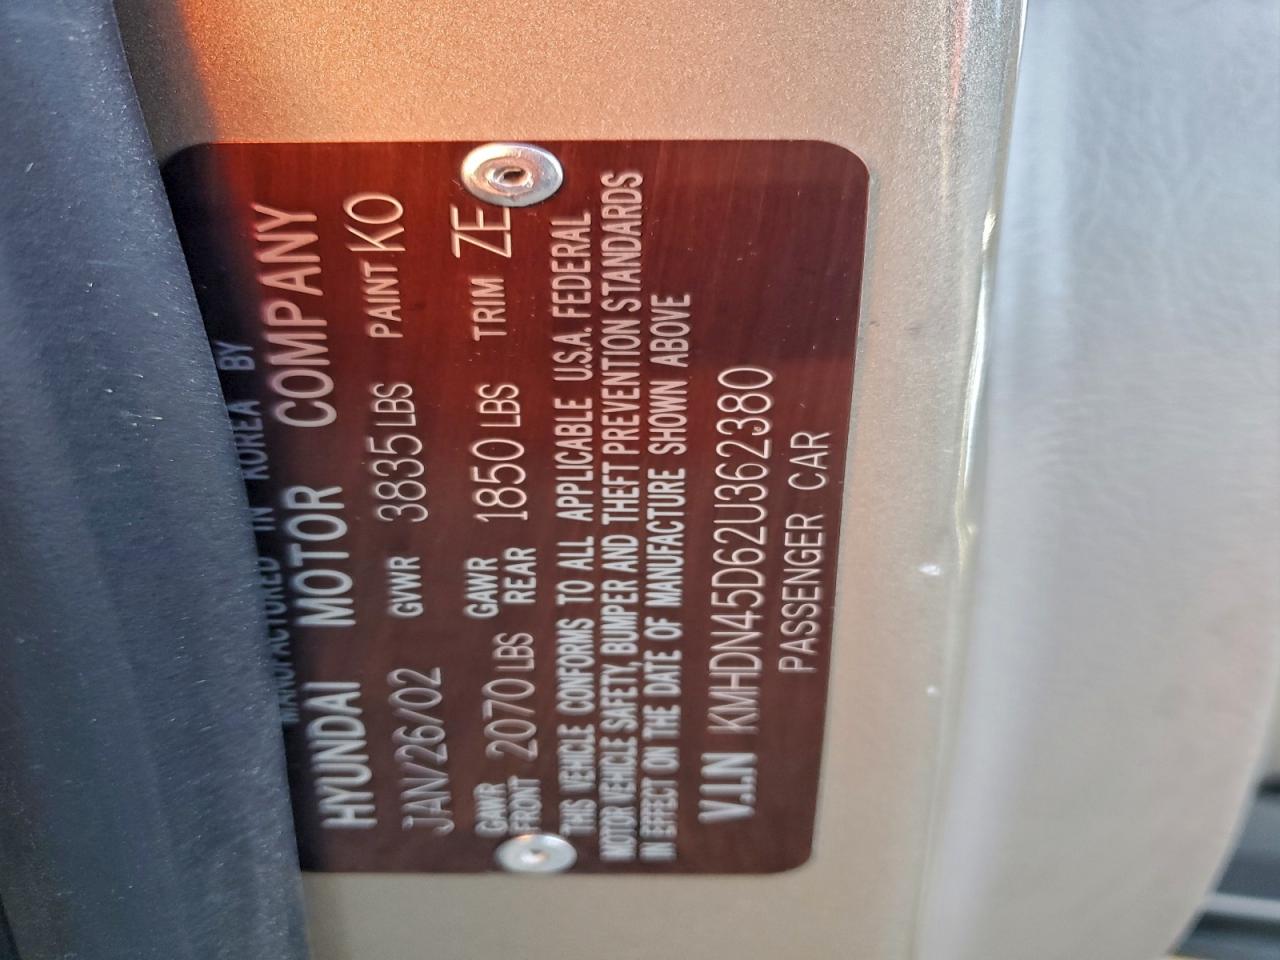 MANUFACTURED IN KOREA BY
HYUNDAI MOTOR COMPANY
JAN/26/02 GVWR 3835 LBS PAINT KO
GAWR FRONT 2070 LBS GAWR REAR 1850 LBS TRIM ZE
THIS VEHICLE CONFORMS TO ALL APPLICABLE U.S.A. FEDERAL
MOTOR VEHICLE SAFETY, BUMPER AND THEFT PREVENTION STANDARDS
IN EFFECT ON THE DATE OF MANUFACTURE SHOWN ABOVE
V.I.N KMHDN45D62U362380
PASSENGER CAR